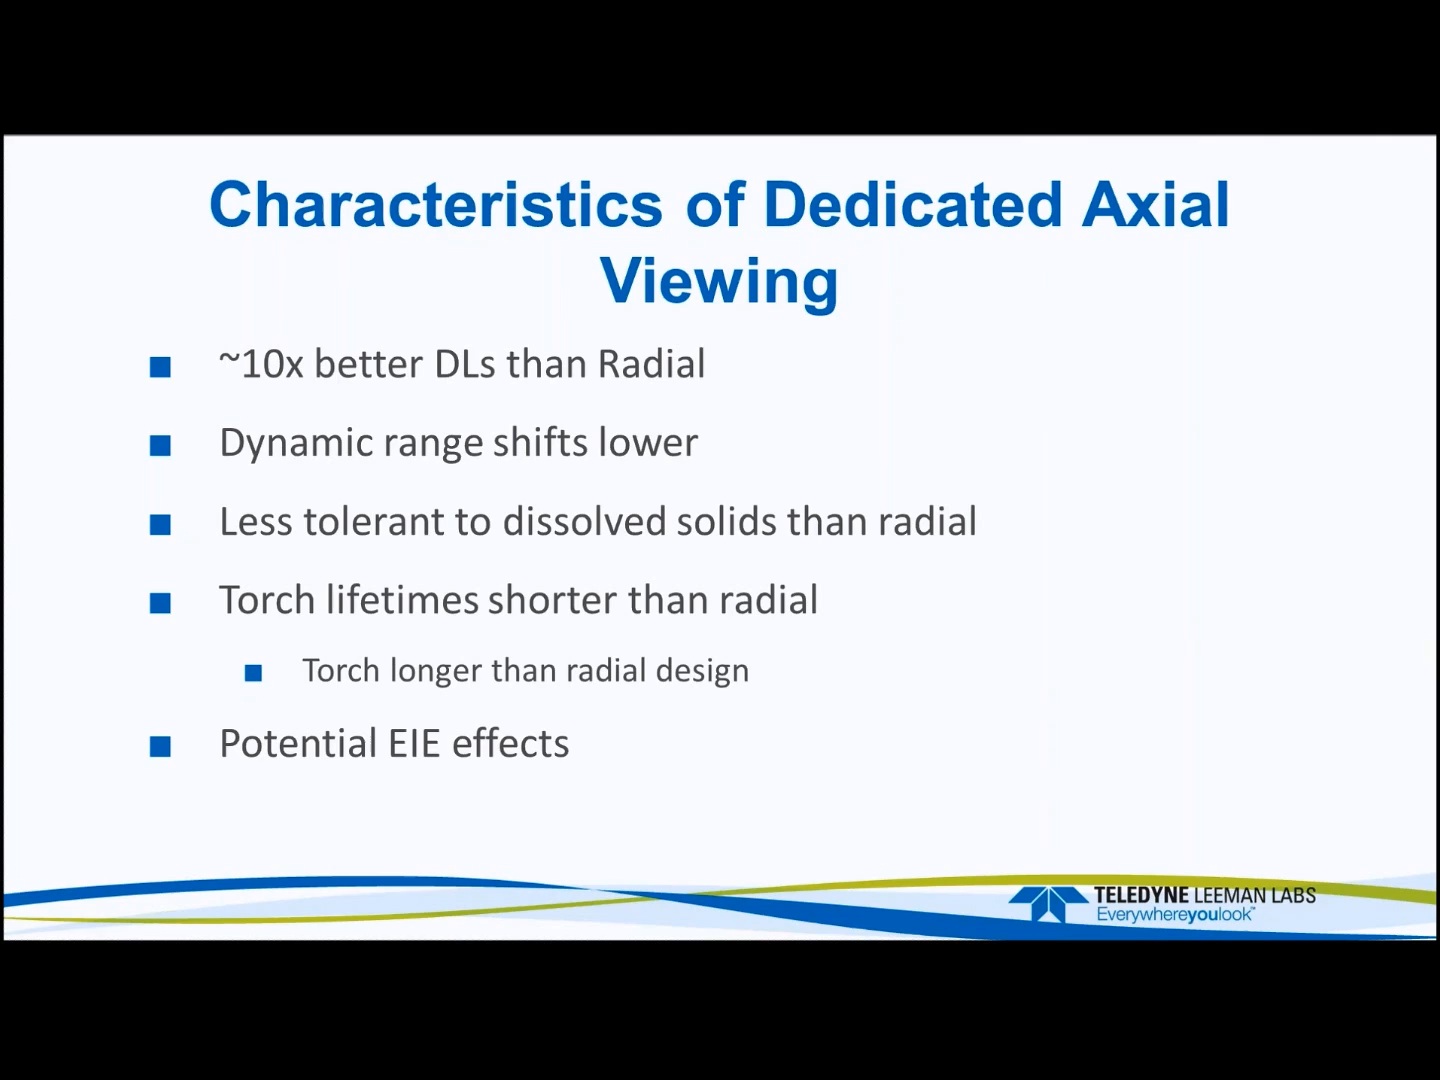 Characteristics of Dedicated Axial
Viewing
~10x better DLs than Radial
Dynamic range shifts lower
Less tolerant to dissolved solids than radial
Torch lifetimes shorter than radial
Torch longer than radial design
Potential EIE effects
TELEDYNE LEEMAN LABS
Everywhereyoulook™